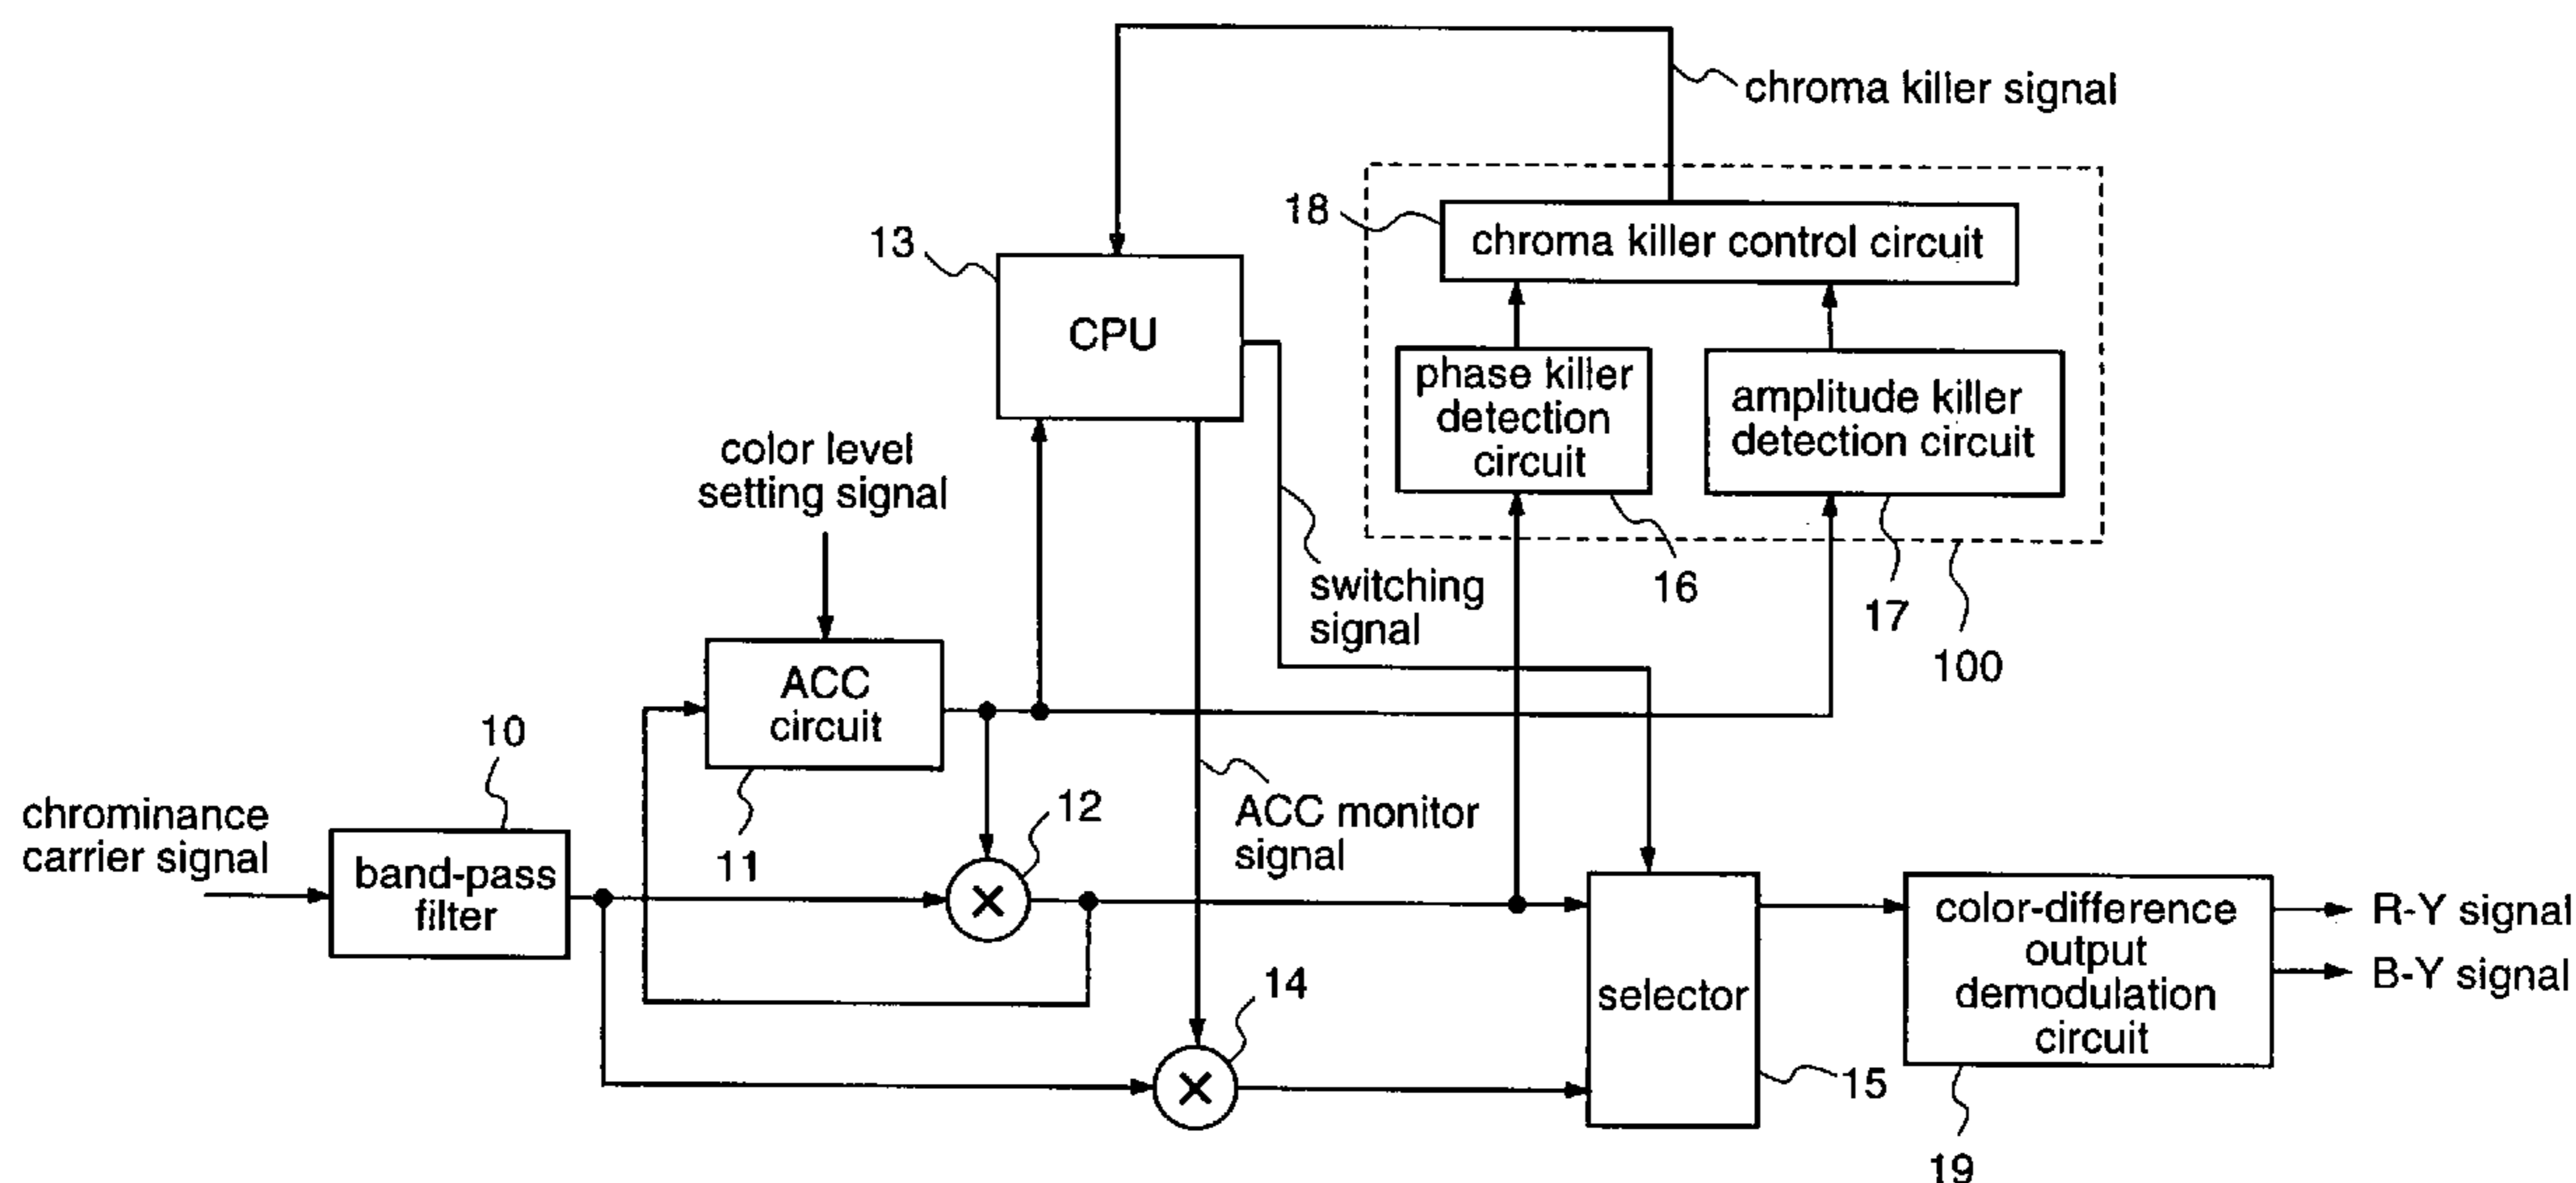 chroma killer signal
18
chroma killer control circuit
13
CPU
phase killer
detection
circuit
amplitude killer
detection circuit
color level
setting signal
switching
signal
16
17
100
ACC
circuit
10
chrominance
carrier signal
band-pass
filter
11
12
ACC monitor
signal
14
selector
15
color-difference
output
demodulation
circuit
19
R-Y signal
B-Y signal